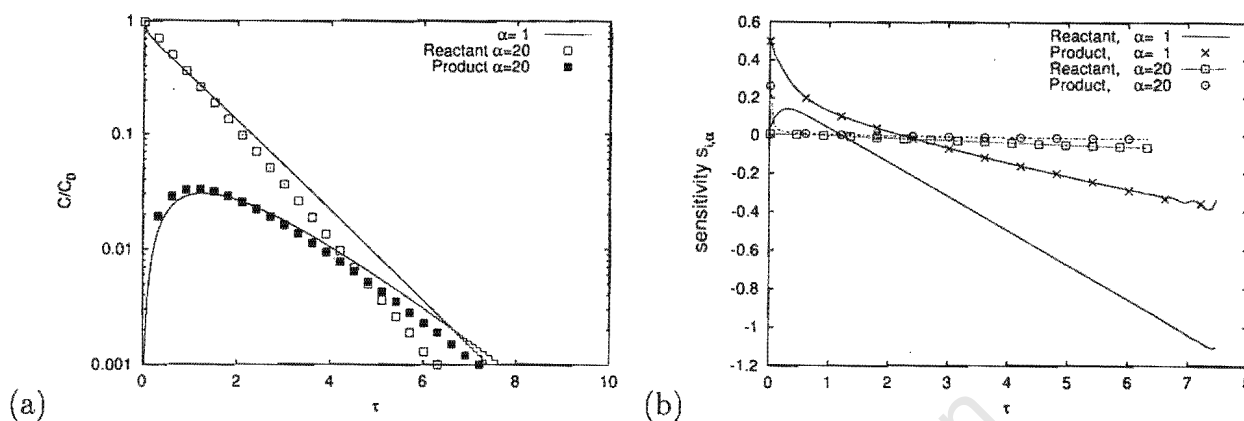 1
0.1
0.01
0.001
C/C₀
0 2 4 6 8 10
τ
α= 1
Reactant α=20
Product α=20
(a)
0.6
0.4
0.2
0
-0.2
-0.4
-0.6
-0.8
-1
-1.2
sensitivity s_{i,α}
0 1 2 3 4 5 6 7 8
τ
Reactant, α= 1
Product, α= 1
Reactant α=20
Product, α=20
(b)